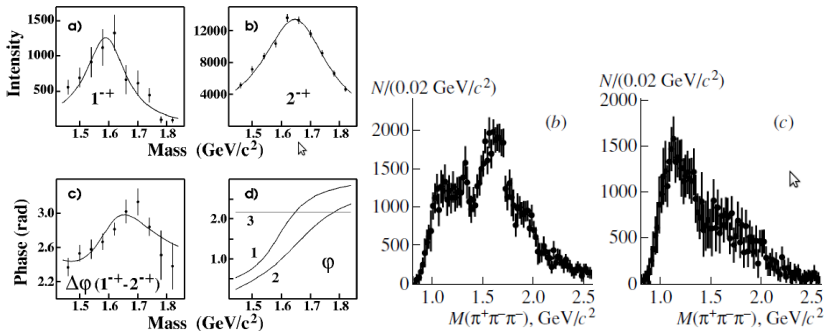 a)
Intensity
1500
1000
500
1⁻⁺
1.5 1.6 1.7 1.8
Mass (GeV/c²)
b)
12000
8000
4000
2⁻⁺
1.5 1.6 1.7 1.8
c)
Phase (rad)
3.0
2.6
2.2
Δφ(1⁻⁺-2⁻⁺)
1.5 1.6 1.7 1.8
Mass (GeV/c²)
d)
2.0
1.0
3
1
2
φ
1.5 1.6 1.7 1.8
N/(0.02 GeV/c²)
(b)
2000
1500
1000
500
0
1.0 1.5 2.0 2.5
M(π⁺π⁻π⁻), GeV/c²
N/(0.02 GeV/c²)
(c)
2000
1500
1000
500
0
1.0 1.5 2.0 2.5
M(π⁺π⁻π⁻), GeV/c²